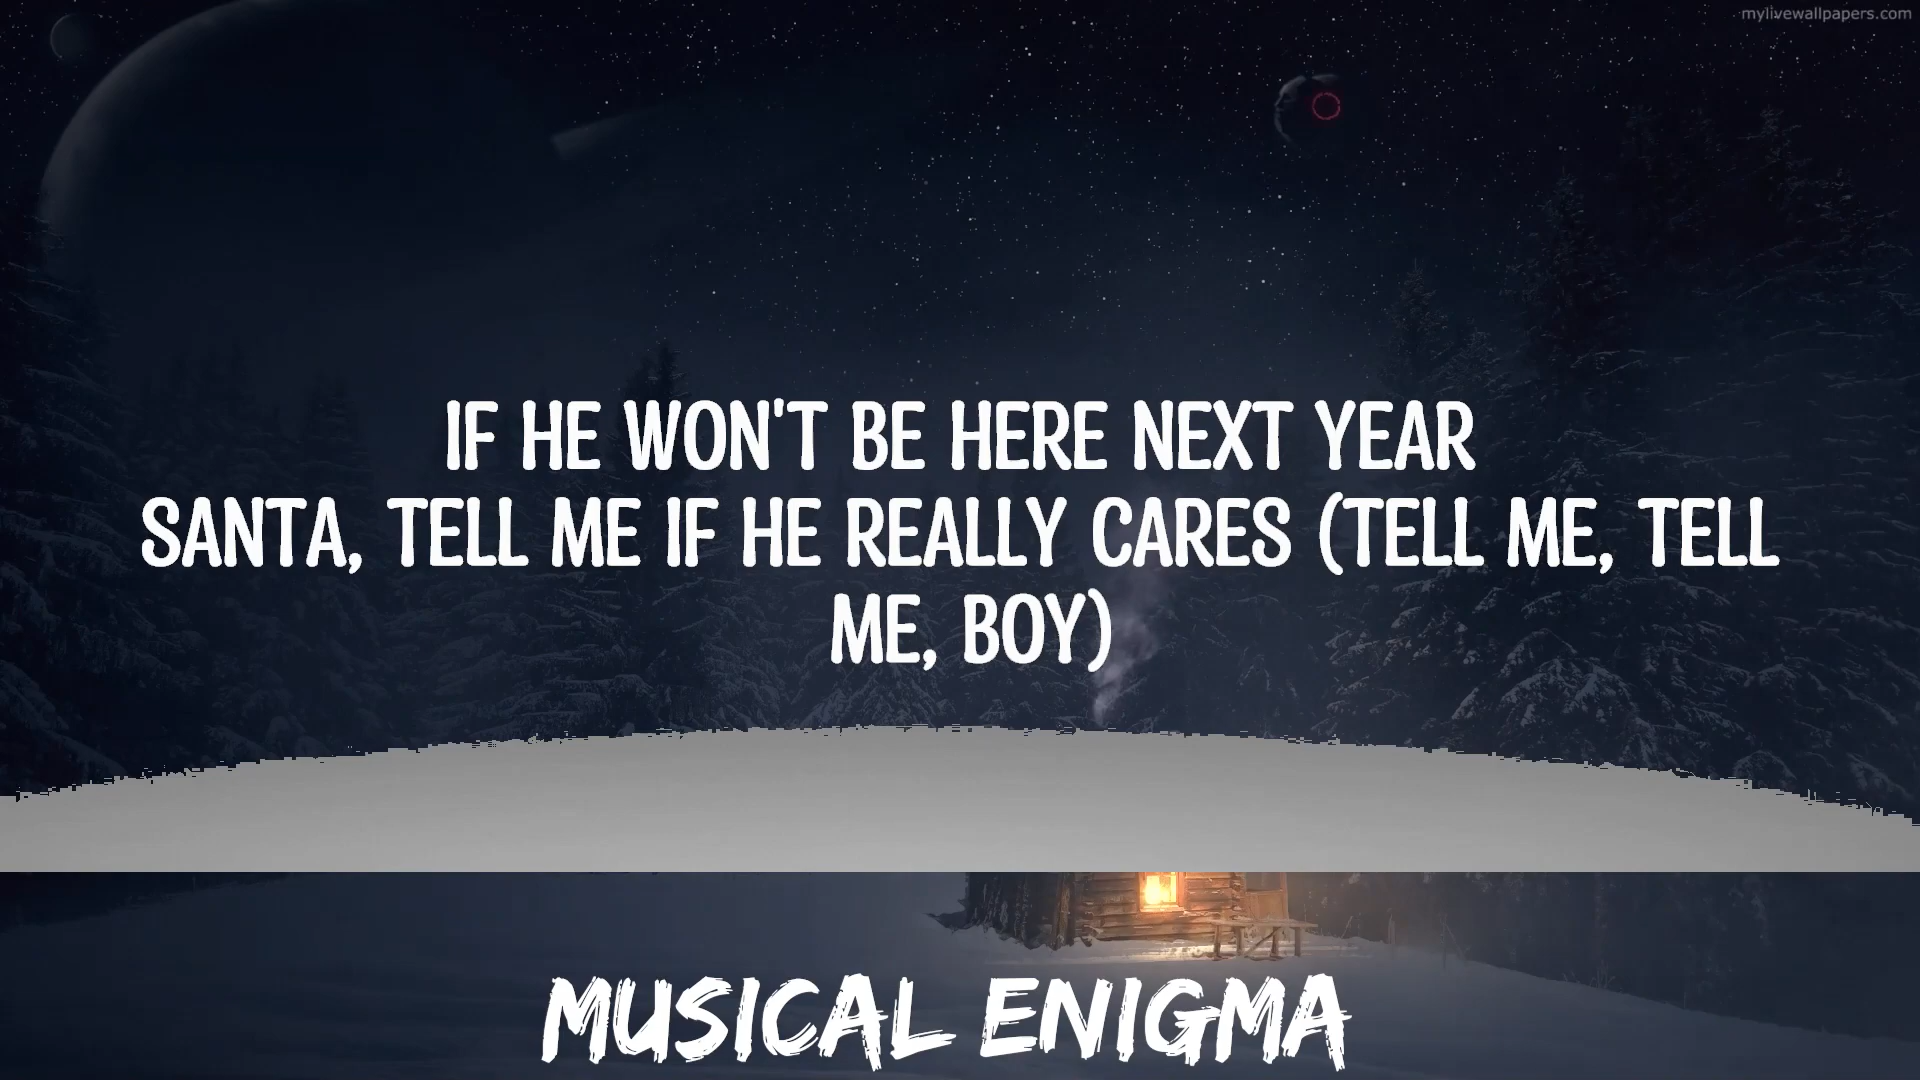 mylivewallpapers.com
IF HE WON'T BE HERE NEXT YEAR
SANTA, TELL ME IF HE REALLY CARES (TELL ME, TELL
ME, BOY)
MUSICAL ENIGMA